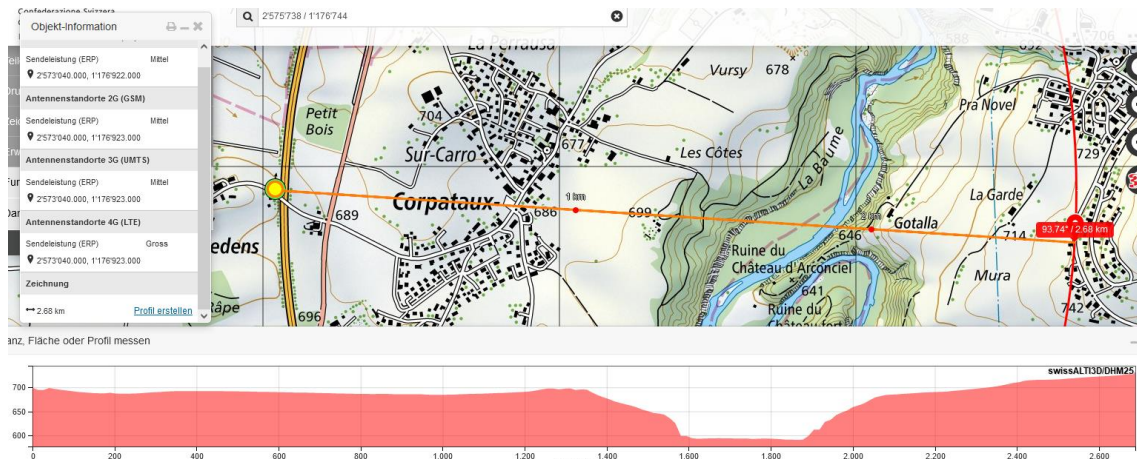 Confederazione Svizzera
Objekt-Information
2'575'738 / 1'176'744
Sendeleistung (ERP) Mittel
2'573'040.000, 1'176'922.000
Antennenstandorte 2G (GSM)
Sendeleistung (ERP) Mittel
2'573'040.000, 1'176'923.000
Antennenstandorte 3G (UMTS)
Sendeleistung (ERP) Mittel
2'573'040.000, 1'176'923.000
Antennenstandorte 4G (LTE)
Sendeleistung (ERP) Gross
2'573'040.000, 1'176'923.000
Zeichnung
2.68 km Profil erstellen
La Perrausa
588
692
706
Vursy 678
Petit
Bois
704
Pra Novel
677
729
Sur-Carro
Les Côtes
La Baume
1 km
La Garde
Corpataux-
689
686
699
2 km
Gotalla
646
714
93.74° / 2.68 km
edens
Ruine du
Château d'Arconciel
641
Mura
Ruine du
Château fort
742
Râpe
696
anz, Fläche oder Profil messen
swissALTI3D/DHM25
700
650
600
0 200 400 600 800 1.000 1.200 1.400 1.600 1.800 2.000 2.200 2.400 2.600